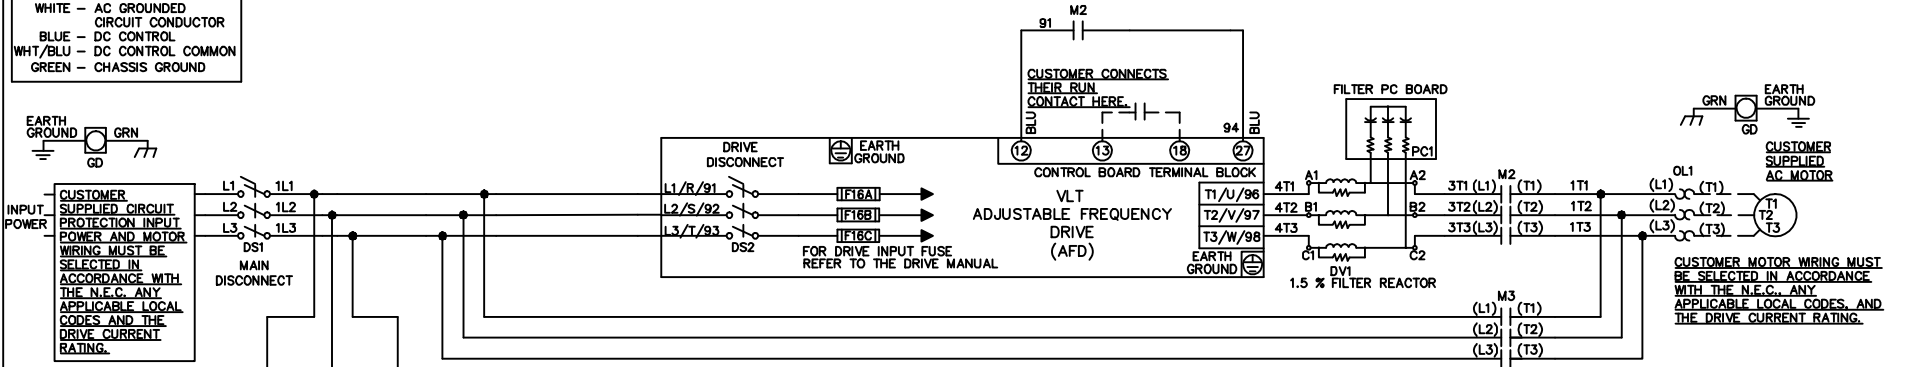 WHITE – AC GROUNDED
CIRCUIT CONDUCTOR
BLUE – DC CONTROL
WHT/BLU – DC CONTROL COMMON
GREEN – CHASSIS GROUND
EARTH
GROUND
GRN
GD
INPUT
POWER
CUSTOMER
SUPPLIED CIRCUIT
PROTECTION INPUT
POWER AND MOTOR
WIRING MUST BE
SELECTED IN
ACCORDANCE WITH
THE N.E.C. ANY
APPLICABLE LOCAL
CODES AND THE
DRIVE CURRENT
RATING.
L1 1L1
L2 1L2
L3 1L3
DS1
MAIN
DISCONNECT
L1/R/91
L2/S/92
L3/T/93
DRIVE
DISCONNECT
DS2
EARTH
GROUND
F16A
F16B
F16C
FOR DRIVE INPUT FUSE
REFER TO THE DRIVE MANUAL
M2
91
CUSTOMER CONNECTS
THEIR RUN
CONTACT HERE.
BLU
94
BLU
12 13 18 27
CONTROL BOARD TERMINAL BLOCK
VLT
ADJUSTABLE FREQUENCY
DRIVE
(AFD)
T1/U/96
T2/V/97
T3/W/98
EARTH
GROUND
4T1
4T2
4T3
A1
B1
C1
A2
B2
C2
DV1
1.5 % FILTER REACTOR
FILTER PC BOARD
PC1
M2
3T1 (L1) (T1) 1T1
3T2(L2) (T2) 1T2
3T3(L3) (T3) 1T3
M3
(L1) (T1)
(L2) (T2)
(L3) (T3)
OL1
(L1) (T1)
(L2) (T2)
(L3) (T3)
T1
T2
T3
GRN
GD
EARTH
GROUND
CUSTOMER
SUPPLIED
AC MOTOR
CUSTOMER MOTOR WIRING MUST
BE SELECTED IN ACCORDANCE
WITH THE N.E.C., ANY
APPLICABLE LOCAL CODES, AND
THE DRIVE CURRENT RATING.